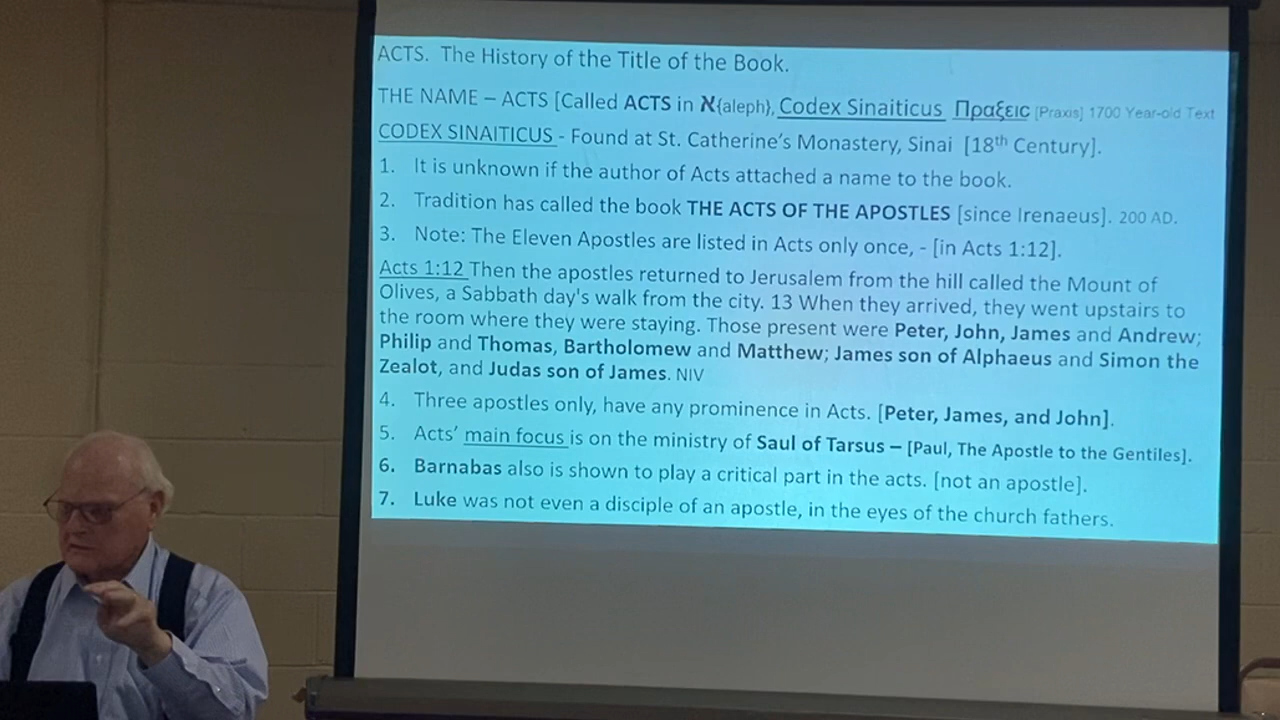 ACTS. The History of the Title of the Book.
THE NAME – ACTS [Called ACTS in א{aleph}, Codex Sinaiticus Πραξειϲ [Praxis] 1700 Year-old Text
CODEX SINAITICUS - Found at St. Catherine's Monastery, Sinai [18th Century].
1. It is unknown if the author of Acts attached a name to the book.
2. Tradition has called the book THE ACTS OF THE APOSTLES [since Irenaeus]. 200 AD.
3. Note: The Eleven Apostles are listed in Acts only once, - [in Acts 1:12].
Acts 1:12 Then the apostles returned to Jerusalem from the hill called the Mount of
Olives, a Sabbath day's walk from the city. 13 When they arrived, they went upstairs to
the room where they were staying. Those present were Peter, John, James and Andrew;
Philip and Thomas, Bartholomew and Matthew; James son of Alphaeus and Simon the
Zealot, and Judas son of James. NIV
4. Three apostles only, have any prominence in Acts. [Peter, James, and John].
5. Acts' main focus is on the ministry of Saul of Tarsus – [Paul, The Apostle to the Gentiles].
6. Barnabas also is shown to play a critical part in the acts. [not an apostle].
7. Luke was not even a disciple of an apostle, in the eyes of the church fathers.